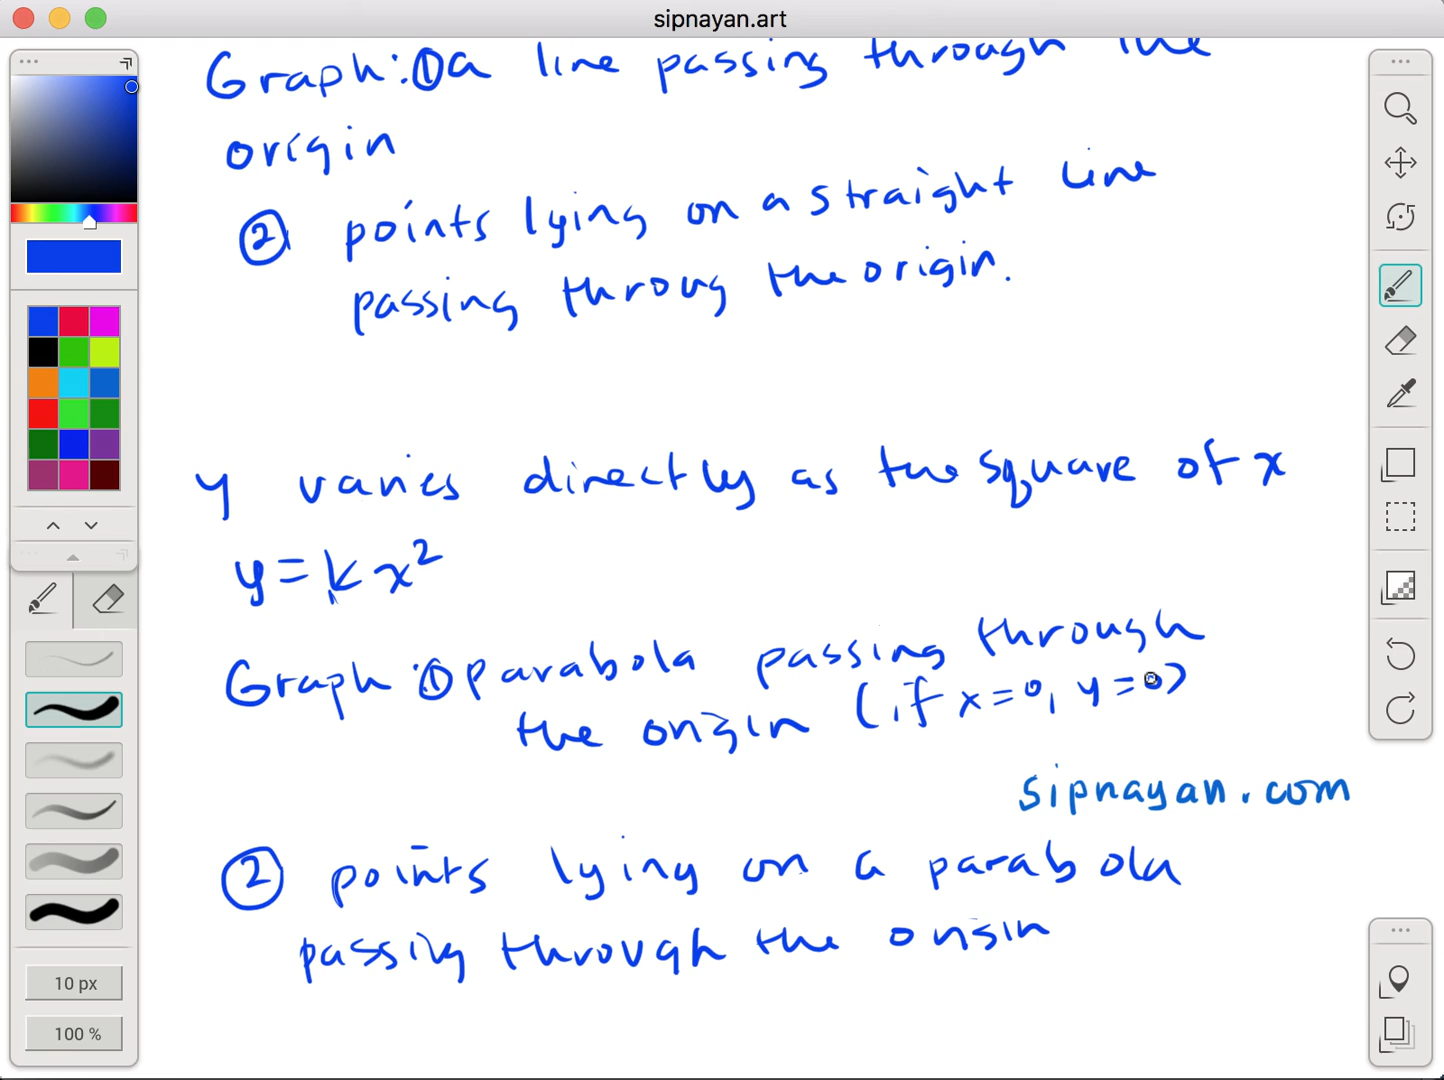 sipnayan.art
Graph: ① a line passing through the
origin
② points lying on a straight line
passing throug the origin.
y varies directly as the square of x
y = kx²
Graph: ① parabola passing through
the origin (if x=0, y=0)
sipnayan.com
② points lying on a parabola
passing through the origin
10 px
100 %